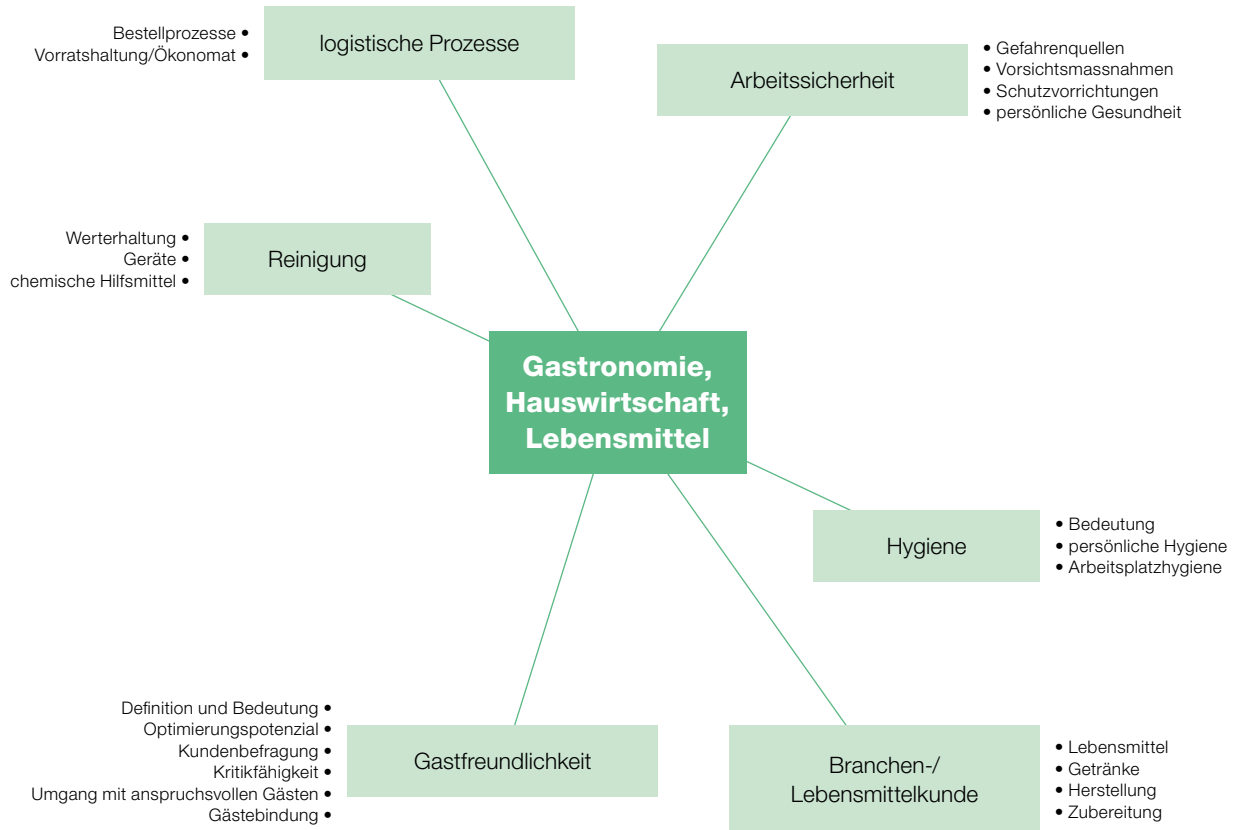 Bestellprozesse •
Vorratshaltung/Ökonomat •
logistische Prozesse
Arbeitssicherheit
• Gefahrenquellen
• Vorsichtsmassnahmen
• Schutzvorrichtungen
• persönliche Gesundheit
Werterhaltung •
Geräte •
chemische Hilfsmittel •
Reinigung
Gastronomie,
Hauswirtschaft,
Lebensmittel
Hygiene
• Bedeutung
• persönliche Hygiene
• Arbeitsplatzhygiene
Definition und Bedeutung •
Optimierungspotenzial •
Kundenbefragung •
Kritikfähigkeit •
Umgang mit anspruchsvollen Gästen •
Gästebindung •
Gastfreundlichkeit
Branchen-/
Lebensmittelkunde
• Lebensmittel
• Getränke
• Herstellung
• Zubereitung